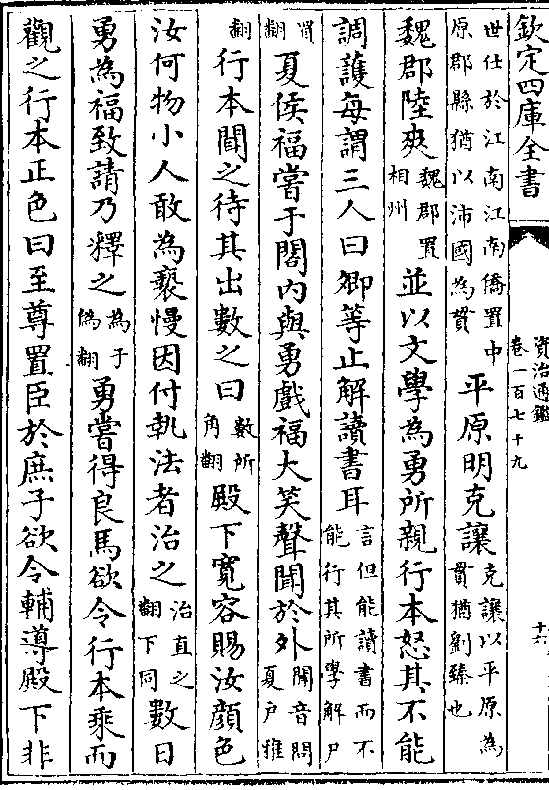 欽定四庫全書
資治通鑑
卷一百七十九
十六
世仕於江南江南僑置中
原郡縣猶以沛國為貫
平原明克讓
克讓以平原為
貫猶劉臻也
魏郡陸爽
魏郡置
相州
並以文學為勇所親行本怒其不能
調護每謂三人曰卿等止解讀書耳
言但能讀書而不
能行其所學解戸
買
翻
夏侯福嘗于閤内與勇戲福大笑聲聞於外
聞音問
夏戸雅
翻
行本聞之待其出數之曰
數所
角翻
殿下寛容賜汝顔色
汝何物小人敢為褻慢因付執法者治之
治直之
翻下同
數日
勇為福致請乃釋之
為于
偽翻
勇嘗得良馬欲令行本乘而
觀之行本正色曰至尊置臣於庶子欲令輔導殿下非